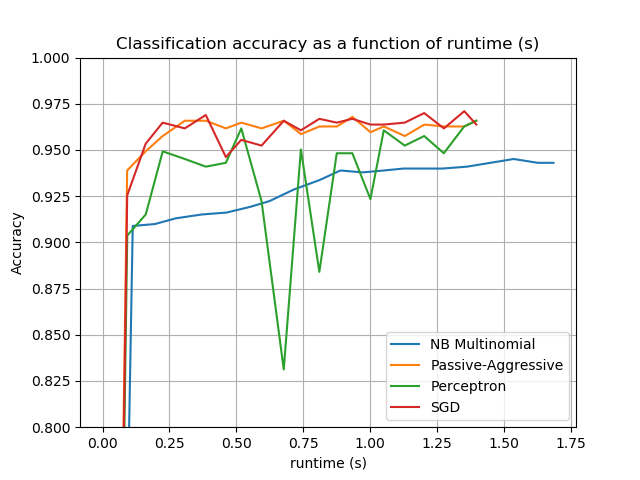 Classification accuracy as a function of runtime (s)
1.000
0.975
0.950
0.925
0.900
0.875
0.850
0.825
0.800
Accuracy
NB Multinomial
Passive-Aggressive
Perceptron
SGD
0.00 0.25 0.50 0.75 1.00 1.25 1.50 1.75
runtime (s)